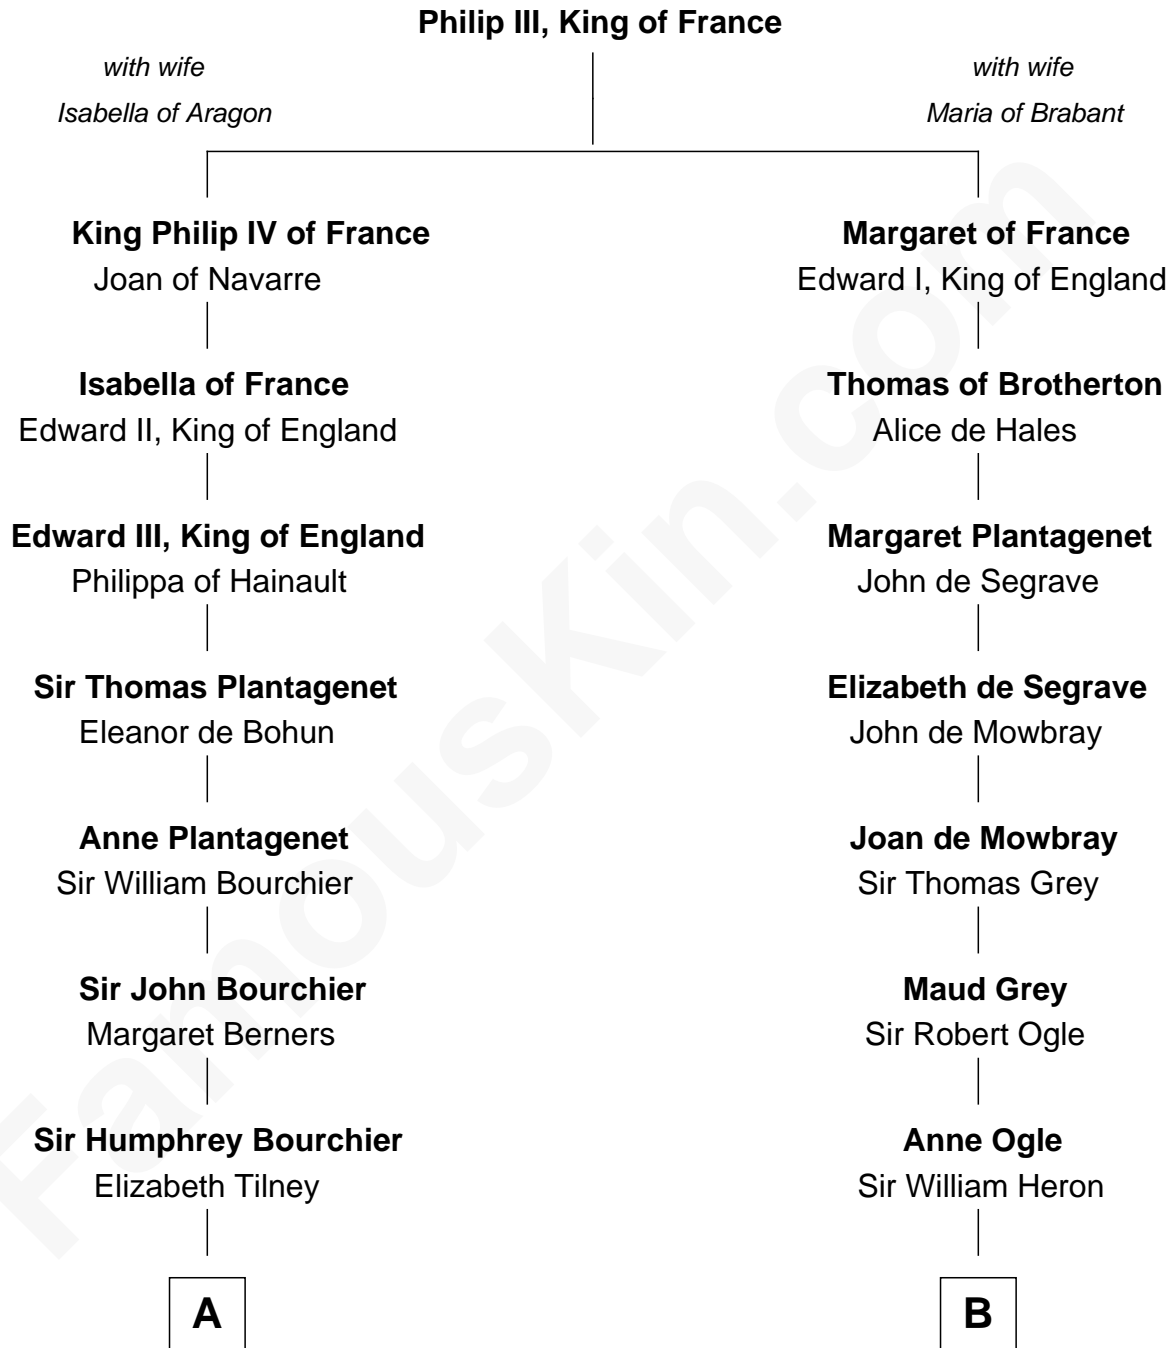 Philip III, King of France
with wife
Isabella of Aragon
with wife
Maria of Brabant
King Philip IV of France
Joan of Navarre
Margaret of France
Edward I, King of England
Isabella of France
Edward II, King of England
Thomas of Brotherton
Alice de Hales
Edward III, King of England
Philippa of Hainault
Margaret Plantagenet
John de Segrave
Sir Thomas Plantagenet
Eleanor de Bohun
Elizabeth de Segrave
John de Mowbray
Anne Plantagenet
Sir William Bourchier
Joan de Mowbray
Sir Thomas Grey
Sir John Bourchier
Margaret Berners
Maud Grey
Sir Robert Ogle
Sir Humphrey Bourchier
Elizabeth Tilney
Anne Ogle
Sir William Heron
A
B
FamousKin.com